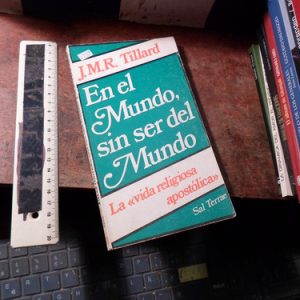 J.M.R. Tillard
En el
Mundo,
sin ser del
Mundo
La «vida religiosa
apostólica»
Sal Terrae